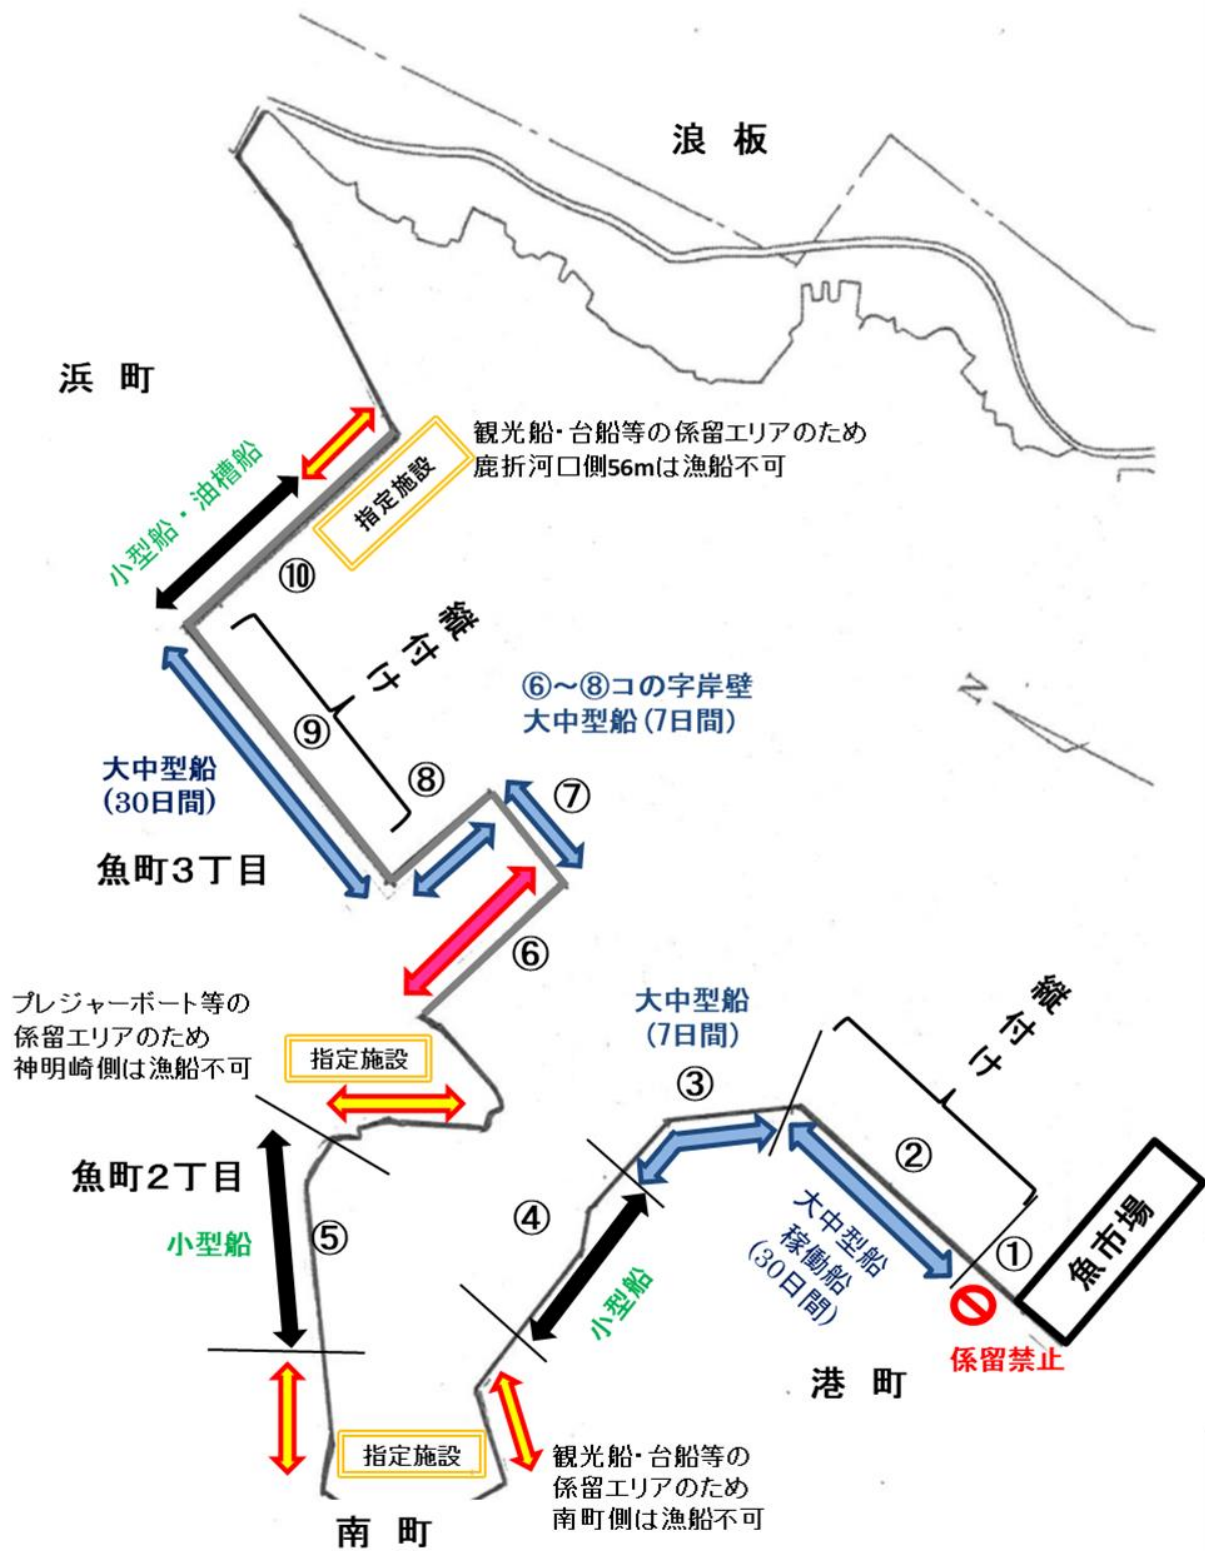 浪 板
浜 町
観光船・台船等の係留エリアのため
鹿折河口側56mは漁船不可
小型船・油槽船
指定施設
⑩
縦付け
⑥～⑧コの字岸壁
大中型船(7日間)
N
⑨
⑧
⑦
大中型船
(30日間)
魚町3丁目
⑥
プレジャーボート等の
係留エリアのため
神明崎側は漁船不可
指定施設
大中型船
(7日間)
縦付け
③
②
魚町2丁目
⑤
④
小型船
大中型船
稼働船
(30日間)
①
魚市場
小型船
係留禁止
港 町
指定施設
観光船・台船等の
係留エリアのため
南町側は漁船不可
南 町